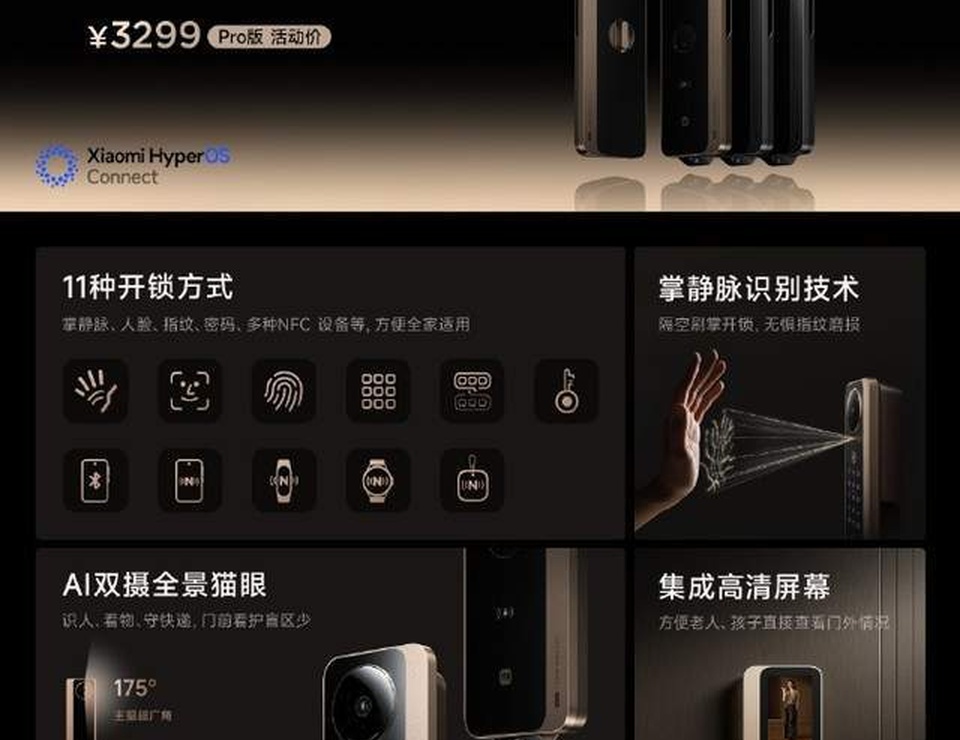 ¥3299 Pro版 活动价
Xiaomi HyperOS
Connect
11种开锁方式
掌静脉、人脸、指纹、密码、多种NFC 设备等, 方便全家适用
掌静脉识别技术
隔空刷掌开锁, 无惧指纹磨损
AI双摄全景猫眼
识人、看物、守快递, 门前看护盲区少
175°
主摄超广角
集成高清屏幕
方便老人、孩子直接查看门外情况